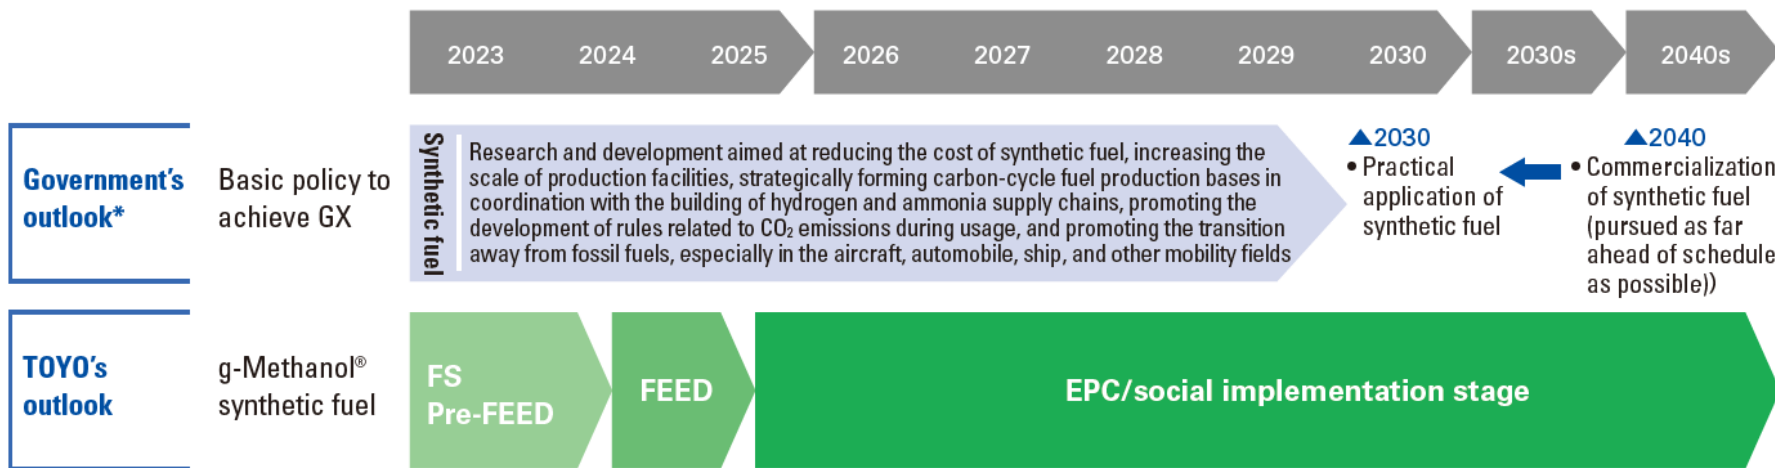 2023 2024 2025 2026 2027 2028 2029 2030 2030s 2040s
Government's
outlook*
Basic policy to
achieve GX
Synthetic fuel
Research and development aimed at reducing the cost of synthetic fuel, increasing the
scale of production facilities, strategically forming carbon-cycle fuel production bases in
coordination with the building of hydrogen and ammonia supply chains, promoting the
development of rules related to CO₂ emissions during usage, and promoting the transition
away from fossil fuels, especially in the aircraft, automobile, ship, and other mobility fields
▲2030
• Practical
application of
synthetic fuel
▲2040
• Commercialization
of synthetic fuel
(pursued as far
ahead of schedule
as possible))
TOYO's
outlook
g-Methanol®
synthetic fuel
FS
Pre-FEED
FEED
EPC/social implementation stage